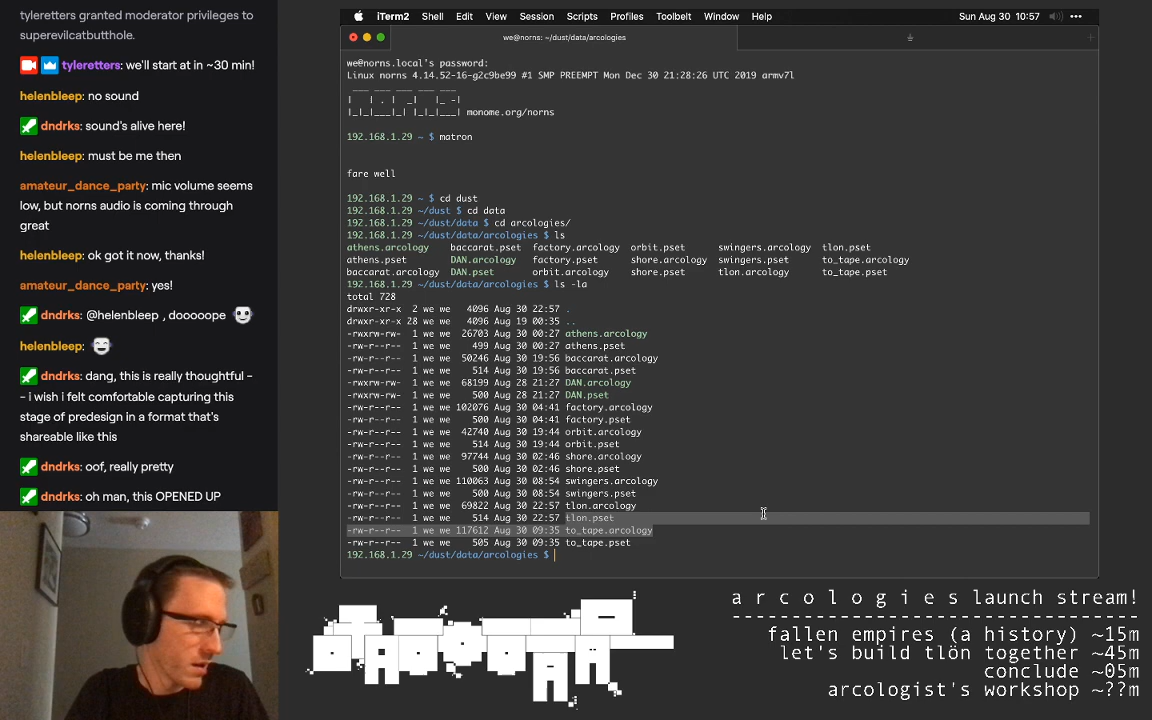 tyleretters granted moderator privileges to
superevilcatbutthole.
tyleretters: we'll start at in ~30 min!
helenbleep: no sound
dndrks: sound's alive here!
helenbleep: must be me then
amateur_dance_party: mic volume seems
low, but norns audio is coming through
great
helenbleep: ok got it now, thanks!
amateur_dance_party: yes!
dndrks: @helenbleep , dooooope
helenbleep:
dndrks: dang, this is really thoughtful -
- i wish i felt comfortable capturing this
stage of predesign in a format that's
shareable like this
dndrks: oof, really pretty
dndrks: oh man, this OPENED UP
iTerm2 Shell Edit View Session Scripts Profiles Toolbelt Window Help Sun Aug 30 10:57
we@norns: ~/dust/data/arcologies
we@norns.local's password:
Linux norns 4.14.52-16-g2c9be99 #1 SMP PREEMPT Mon Dec 30 21:28:26 UTC 2019 armv7l
___ ___ ___ ___ ___
|   | . |  _|   |_ -|
|_|_|___|_| |_|_|___| monome.org/norns
192.168.1.29 ~ $ matron
fare well
192.168.1.29 ~ $ cd dust
192.168.1.29 ~/dust $ cd data
192.168.1.29 ~/dust/data $ cd arcologies/
192.168.1.29 ~/dust/data/arcologies $ ls
athens.arcology baccarat.pset factory.arcology orbit.pset swingers.arcology tlon.pset
athens.pset DAN.arcology factory.pset shore.arcology swingers.pset to_tape.arcology
baccarat.arcology DAN.pset orbit.arcology shore.pset tlon.arcology to_tape.pset
192.168.1.29 ~/dust/data/arcologies $ ls -la
total 728
drwxr-xr-x 2 we we 4096 Aug 30 22:57 .
drwxr-xr-x 28 we we 4096 Aug 19 00:35 ..
-rwxrw-rw- 1 we we 26703 Aug 30 00:27 athens.arcology
-rw-r--r-- 1 we we 499 Aug 30 00:27 athens.pset
-rw-r--r-- 1 we we 50246 Aug 30 19:56 baccarat.arcology
-rw-r--r-- 1 we we 514 Aug 30 19:56 baccarat.pset
-rwxrw-rw- 1 we we 68199 Aug 28 21:27 DAN.arcology
-rwxrw-rw- 1 we we 500 Aug 28 21:27 DAN.pset
-rw-r--r-- 1 we we 102076 Aug 30 04:41 factory.arcology
-rw-r--r-- 1 we we 500 Aug 30 04:41 factory.pset
-rw-r--r-- 1 we we 42740 Aug 30 19:44 orbit.arcology
-rw-r--r-- 1 we we 514 Aug 30 19:44 orbit.pset
-rw-r--r-- 1 we we 97744 Aug 30 02:46 shore.arcology
-rw-r--r-- 1 we we 500 Aug 30 02:46 shore.pset
-rw-r--r-- 1 we we 110063 Aug 30 08:54 swingers.arcology
-rw-r--r-- 1 we we 500 Aug 30 08:54 swingers.pset
-rw-r--r-- 1 we we 69822 Aug 30 22:57 tlon.arcology
-rw-r--r-- 1 we we 514 Aug 30 22:57 tlon.pset
-rw-r--r-- 1 we we 117612 Aug 30 09:35 to_tape.arcology
-rw-r--r-- 1 we we 505 Aug 30 09:35 to_tape.pset
192.168.1.29 ~/dust/data/arcologies $
a r c o l o g i e s launch stream!
----------------------------------
fallen empires (a history) ~15m
let's build tlön together ~45m
conclude ~05m
arcologist's workshop ~??m